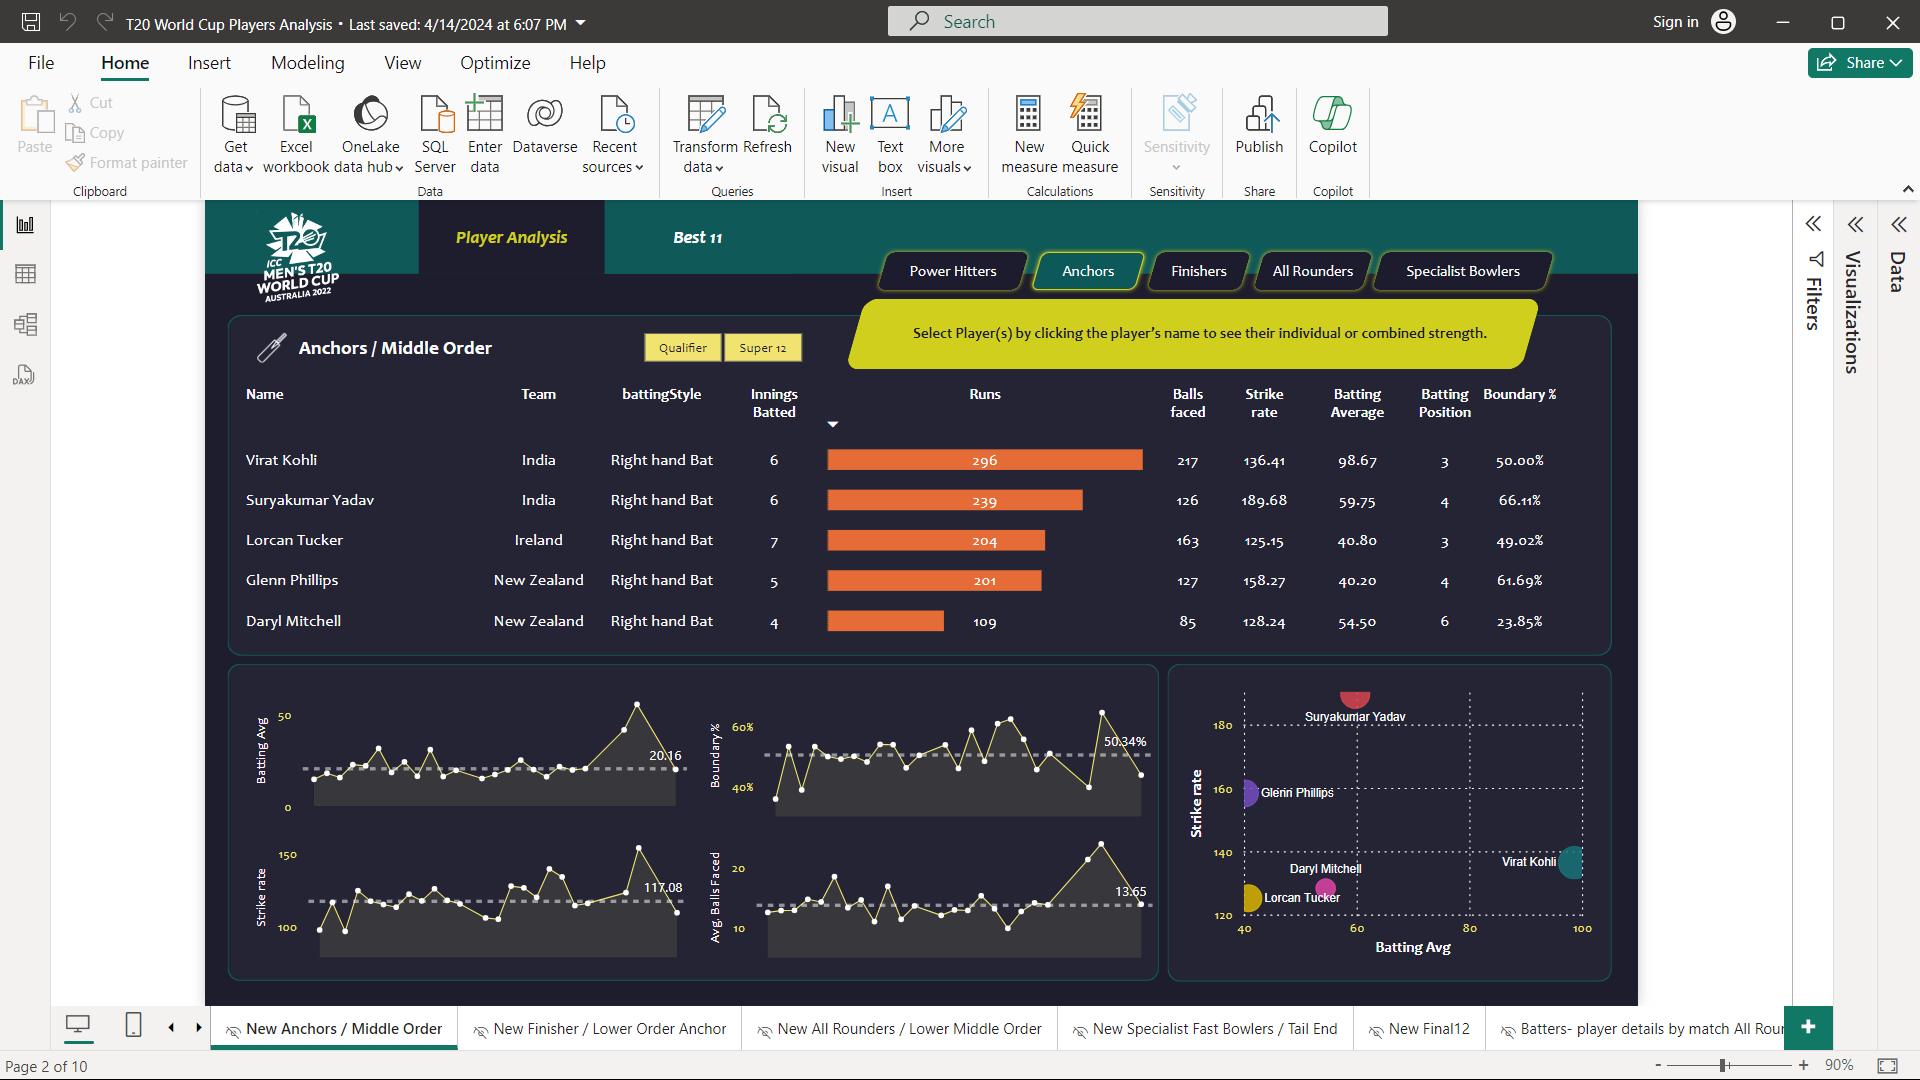 T20 World Cup Players Analysis • Last saved: 4/14/2024 at 6:07 PM
Search
Sign in
File
Home
Insert
Modeling
View
Optimize
Help
Share
Paste
Cut
Copy
Format painter
Clipboard
Get data
Excel workbook
OneLake data hub
SQL Server
Enter data
Dataverse
Recent sources
Data
Transform data
Refresh
Queries
New visual
Text box
More visuals
Insert
New measure
Quick measure
Calculations
Sensitivity
Sensitivity
Publish
Share
Copilot
Copilot
T20
ICC
MEN'S T20
WORLD CUP
AUSTRALIA 2022
Player Analysis
Best 11
Power Hitters
Anchors
Finishers
All Rounders
Specialist Bowlers
Select Player(s) by clicking the player's name to see their individual or combined strength.
Anchors / Middle Order
Qualifier
Super 12
Name Team battingStyle Innings Batted Runs Balls faced Strike rate Batting Average Batting Position Boundary %
Virat Kohli India Right hand Bat 6 296 217 136.41 98.67 3 50.00%
Suryakumar Yadav India Right hand Bat 6 239 126 189.68 59.75 4 66.11%
Lorcan Tucker Ireland Right hand Bat 7 204 163 125.15 40.80 3 49.02%
Glenn Phillips New Zealand Right hand Bat 5 201 127 158.27 40.20 4 61.69%
Daryl Mitchell New Zealand Right hand Bat 4 109 85 128.24 54.50 6 23.85%
Batting Avg
50
0
20.16
Boundary %
60%
40%
50.34%
Strike rate
150
100
117.08
Avg. Balls Faced
20
10
13.65
Strike rate
180
160
140
120
Suryakumar Yadav
Glenn Phillips
Virat Kohli
Daryl Mitchell
Lorcan Tucker
40 60 80 100
Batting Avg
Filters
Visualizations
Data
DAX
New Anchors / Middle Order
New Finisher / Lower Order Anchor
New All Rounders / Lower Middle Order
New Specialist Fast Bowlers / Tail End
New Final12
Batters- player details by match All Rour
Page 2 of 10
- + 90%